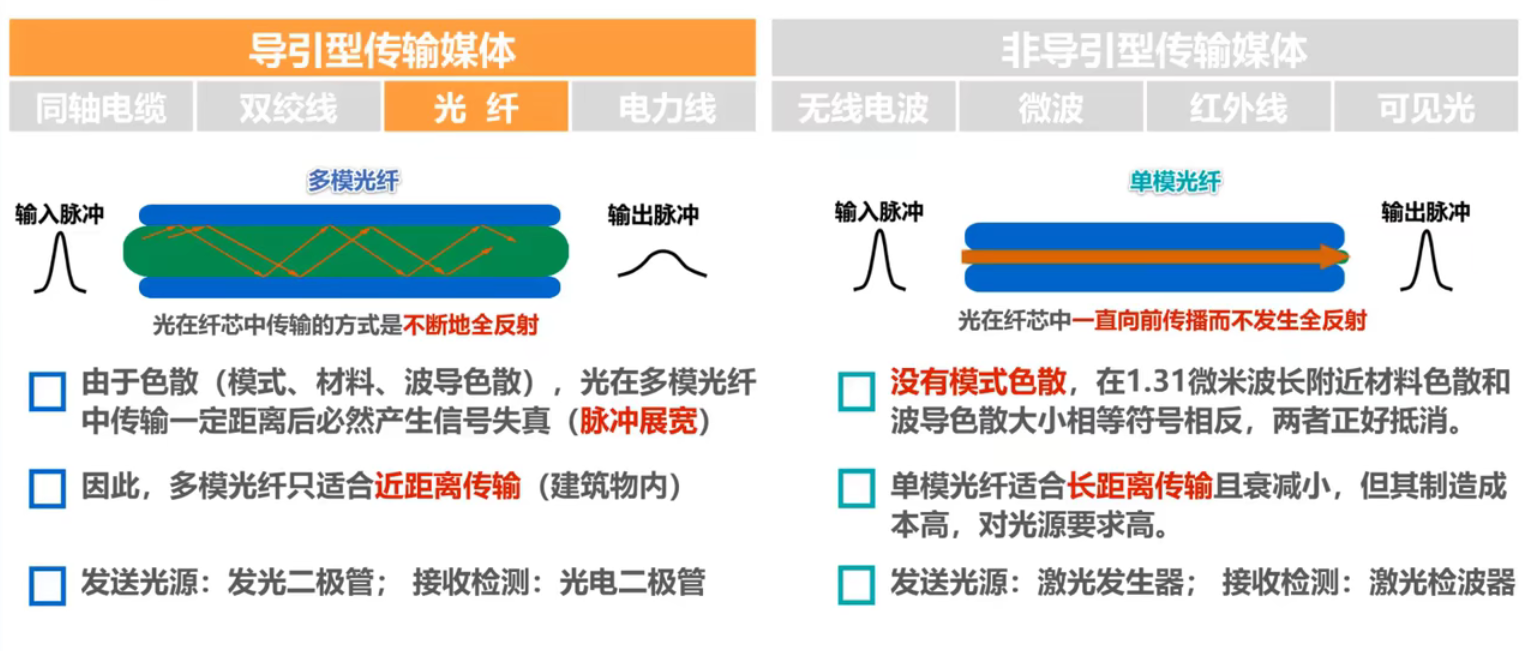 导引型传输媒体
非导引型传输媒体
同轴电缆
双绞线
光 纤
电力线
无线电波
微波
红外线
可见光
多模光纤
输入脉冲
输出脉冲
光在纤芯中传输的方式是不断地全反射
由于色散（模式、材料、波导色散），光在多模光纤
中传输一定距离后必然产生信号失真（脉冲展宽）
因此，多模光纤只适合近距离传输（建筑物内）
发送光源：发光二极管； 接收检测：光电二极管
单模光纤
输入脉冲
输出脉冲
光在纤芯中一直向前传播而不发生全反射
没有模式色散，在1.31微米波长附近材料色散和
波导色散大小相等符号相反，两者正好抵消。
单模光纤适合长距离传输且衰减小，但其制造成
本高，对光源要求高。
发送光源：激光发生器； 接收检测：激光检波器